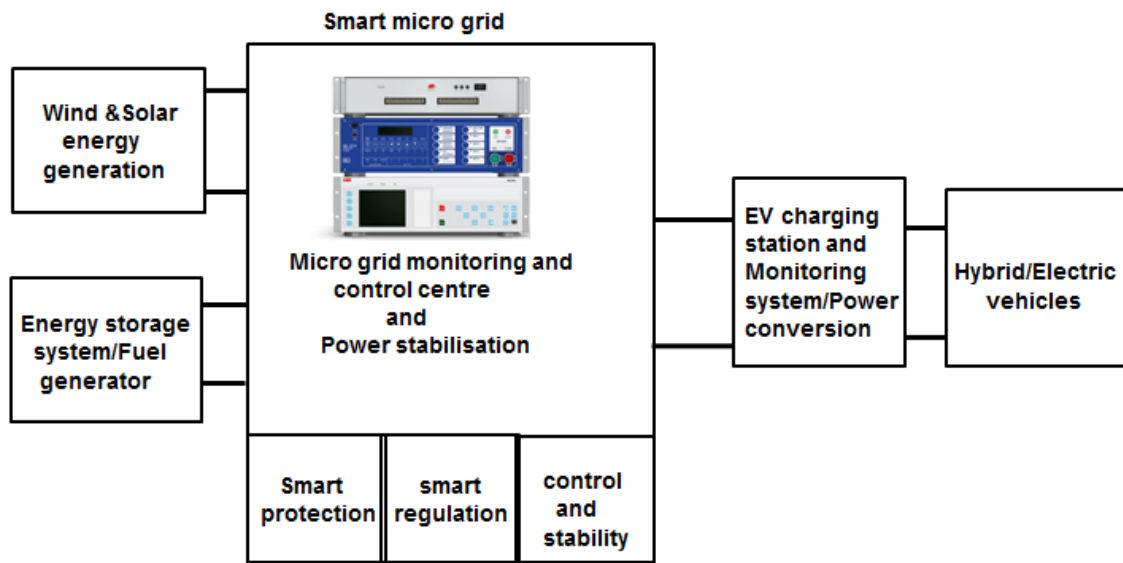 Smart micro grid
Wind &Solar
energy
generation
Energy storage
system/Fuel
generator
Micro grid monitoring and
control centre
and
Power stabilisation
Smart
protection
smart
regulation
control
and
stability
EV charging
station and
Monitoring
system/Power
conversion
Hybrid/Electric
vehicles